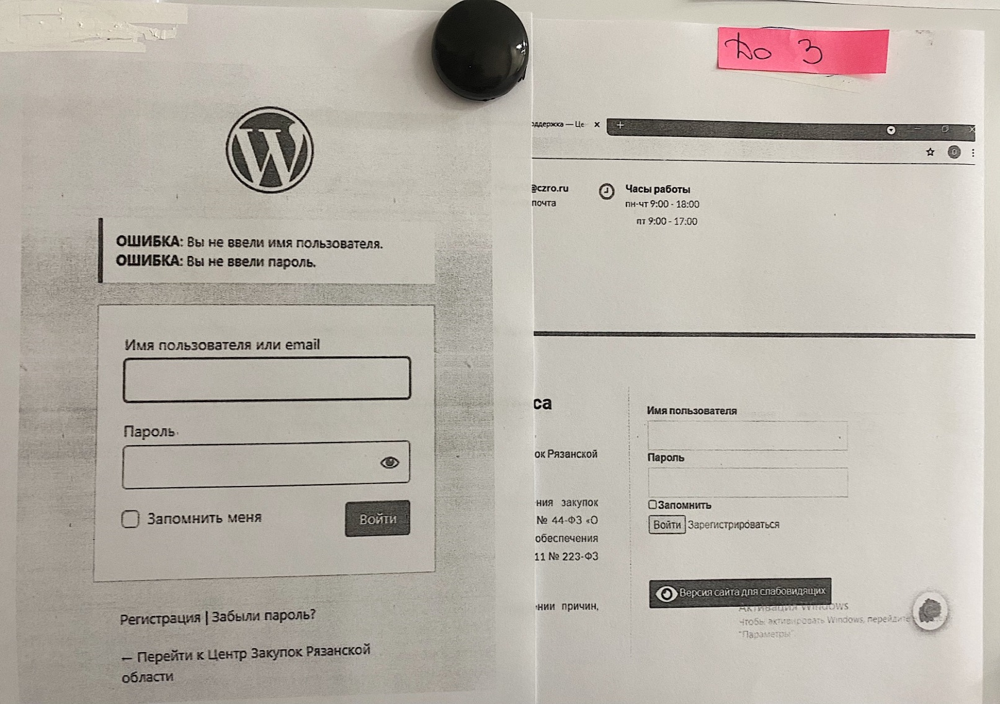 ОШИБКА: Вы не ввели имя пользователя.
ОШИБКА: Вы не ввели пароль.
Имя пользователя или email
Пароль
Запомнить меня
Войти
Регистрация | Забыли пароль?
← Перейти к Центр Закупок Рязанской
области
До 3
оддержка — Це
@czro.ru
почта
Часы работы
пн-чт 9:00 - 18:00
пт 9:00 - 17:00
са
ок Рязанской
ния закупок
№ 44-ФЗ «О
обеспечения
11 № 223-ФЗ
нии причин,
Имя пользователя
Пароль
Запомнить
Войти Зарегистрироваться
Версия сайта для слабовидящих
Активация Windows
Чтобы активировать Windows, перейдите в
"Параметры"